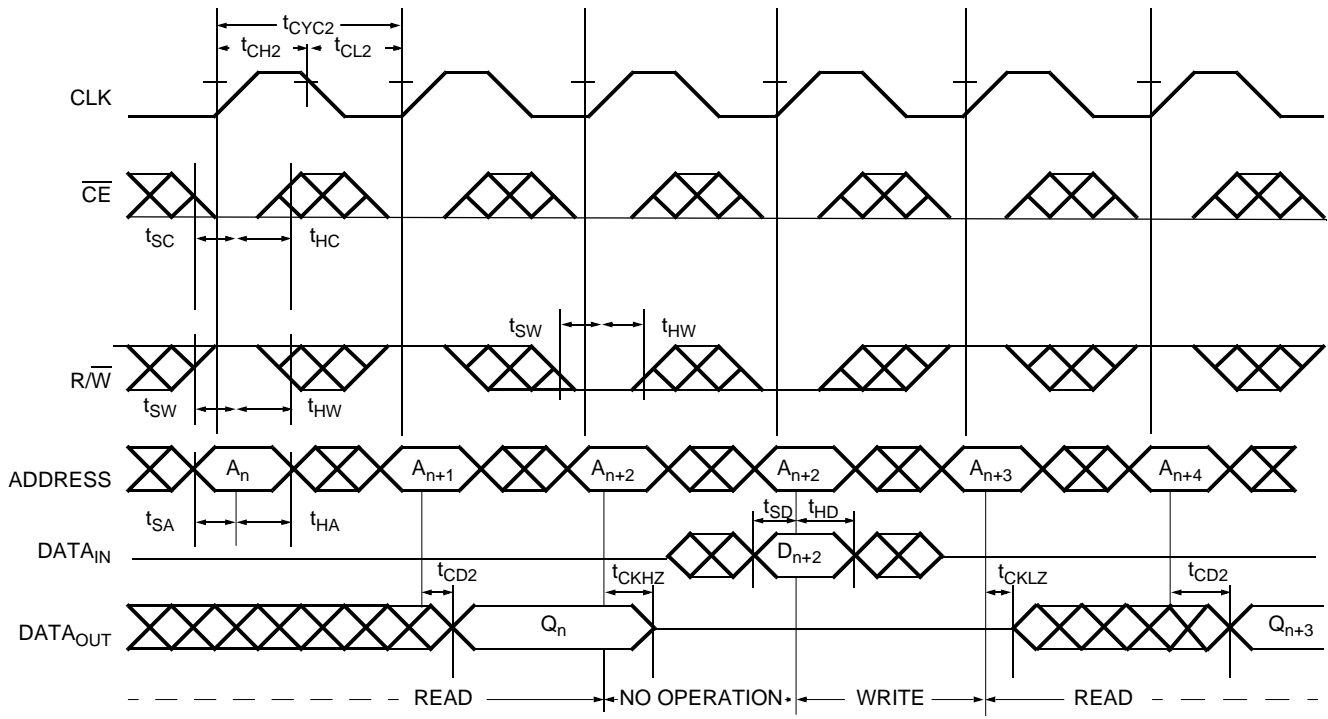 tCYC2
tCH2 tCL2
CLK
CE
tSC tHC
tSW tHW
R/W
tSW tHW
ADDRESS An An+1 An+2 An+2 An+3 An+4
tSA tHA tSD tHD
DATAIN Dn+2
tCD2 tCKHZ tCKLZ tCD2
DATAOUT Qn Qn+3
READ NO OPERATION WRITE READ